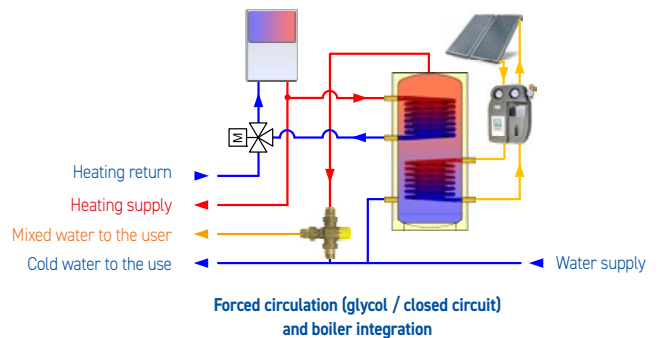 M
Heating return
Heating supply
Mixed water to the user
Cold water to the use
Water supply
Forced circulation (glycol / closed circuit)
and boiler integration